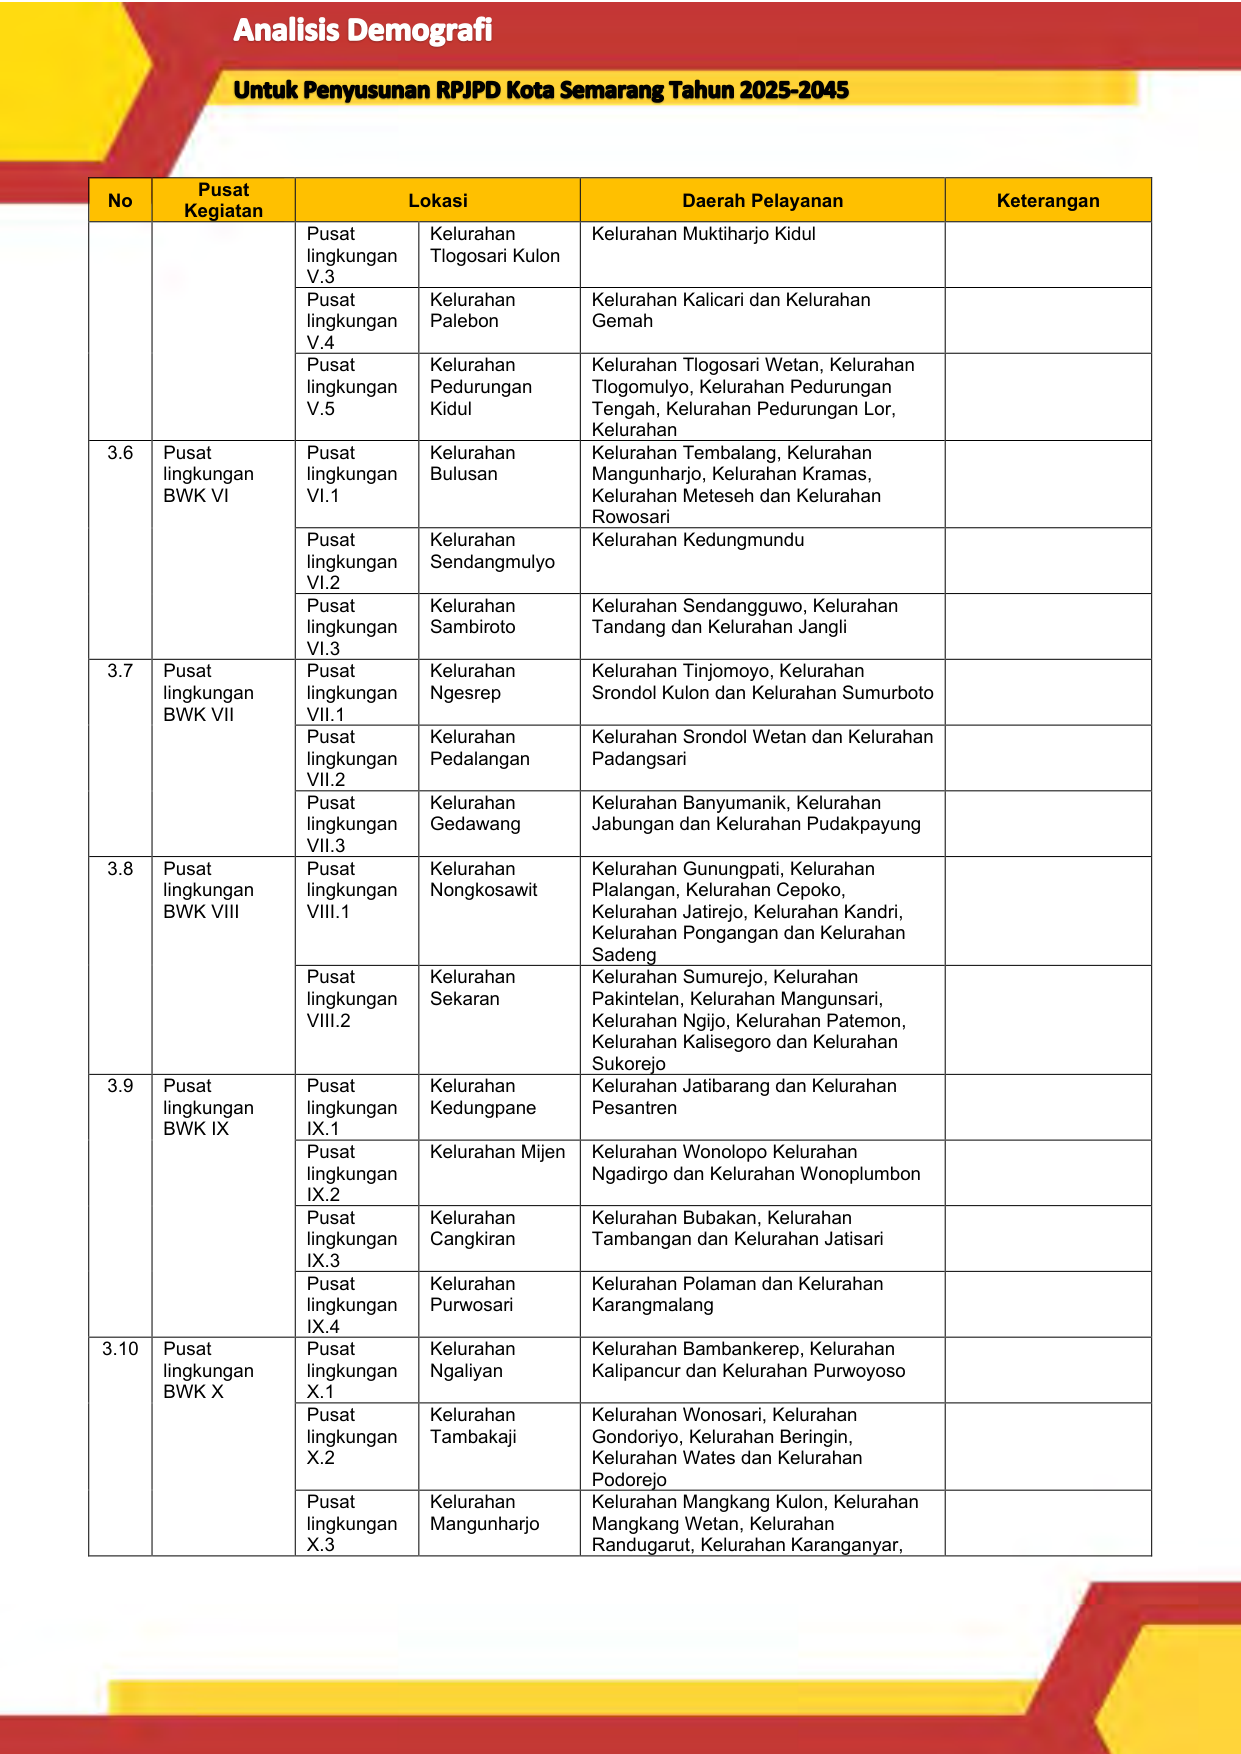 Analisis Demografi
Untuk Penyusunan RPJPD Kota Semarang Tahun 2025-2045
No
Pusat
Kegiatan
Lokasi
Daerah Pelayanan
Keterangan
Pusat
lingkungan
V.3
Kelurahan
Tlogosari Kulon
Kelurahan Muktiharjo Kidul
Pusat
lingkungan
V.4
Kelurahan
Palebon
Kelurahan Kalicari dan Kelurahan
Gemah
Pusat
lingkungan
V.5
Kelurahan
Pedurungan
Kidul
Kelurahan Tlogosari Wetan, Kelurahan
Tlogomulyo, Kelurahan Pedurungan
Tengah, Kelurahan Pedurungan Lor,
Kelurahan
3.6
Pusat
lingkungan
BWK VI
Pusat
lingkungan
VI.1
Kelurahan
Bulusan
Kelurahan Tembalang, Kelurahan
Mangunharjo, Kelurahan Kramas,
Kelurahan Meteseh dan Kelurahan
Rowosari
Pusat
lingkungan
VI.2
Kelurahan
Sendangmulyo
Kelurahan Kedungmundu
Pusat
lingkungan
VI.3
Kelurahan
Sambiroto
Kelurahan Sendangguwo, Kelurahan
Tandang dan Kelurahan Jangli
3.7
Pusat
lingkungan
BWK VII
Pusat
lingkungan
VII.1
Kelurahan
Ngesrep
Kelurahan Tinjomoyo, Kelurahan
Srondol Kulon dan Kelurahan Sumurboto
Pusat
lingkungan
VII.2
Kelurahan
Pedalangan
Kelurahan Srondol Wetan dan Kelurahan
Padangsari
Pusat
lingkungan
VII.3
Kelurahan
Gedawang
Kelurahan Banyumanik, Kelurahan
Jabungan dan Kelurahan Pudakpayung
3.8
Pusat
lingkungan
BWK VIII
Pusat
lingkungan
VIII.1
Kelurahan
Nongkosawit
Kelurahan Gunungpati, Kelurahan
Plalangan, Kelurahan Cepoko,
Kelurahan Jatirejo, Kelurahan Kandri,
Kelurahan Pongangan dan Kelurahan
Sadeng
Pusat
lingkungan
VIII.2
Kelurahan
Sekaran
Kelurahan Sumurejo, Kelurahan
Pakintelan, Kelurahan Mangunsari,
Kelurahan Ngijo, Kelurahan Patemon,
Kelurahan Kalisegoro dan Kelurahan
Sukorejo
3.9
Pusat
lingkungan
BWK IX
Pusat
lingkungan
IX.1
Kelurahan
Kedungpane
Kelurahan Jatibarang dan Kelurahan
Pesantren
Pusat
lingkungan
IX.2
Kelurahan Mijen
Kelurahan Wonolopo Kelurahan
Ngadirgo dan Kelurahan Wonoplumbon
Pusat
lingkungan
IX.3
Kelurahan
Cangkiran
Kelurahan Bubakan, Kelurahan
Tambangan dan Kelurahan Jatisari
Pusat
lingkungan
IX.4
Kelurahan
Purwosari
Kelurahan Polaman dan Kelurahan
Karangmalang
3.10
Pusat
lingkungan
BWK X
Pusat
lingkungan
X.1
Kelurahan
Ngaliyan
Kelurahan Bambankerep, Kelurahan
Kalipancur dan Kelurahan Purwoyoso
Pusat
lingkungan
X.2
Kelurahan
Tambakaji
Kelurahan Wonosari, Kelurahan
Gondoriyo, Kelurahan Beringin,
Kelurahan Wates dan Kelurahan
Podorejo
Pusat
lingkungan
X.3
Kelurahan
Mangunharjo
Kelurahan Mangkang Kulon, Kelurahan
Mangkang Wetan, Kelurahan
Randugarut, Kelurahan Karanganyar,